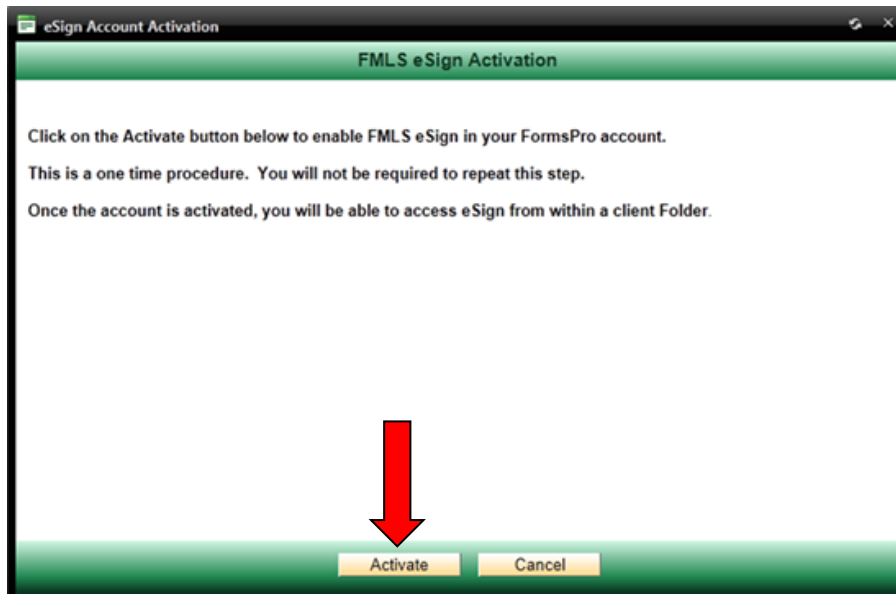 eSign Account Activation
FMLS eSign Activation
Click on the Activate button below to enable FMLS eSign in your FormsPro account.
This is a one time procedure.  You will not be required to repeat this step.
Once the account is activated, you will be able to access eSign from within a client Folder.
Activate
Cancel